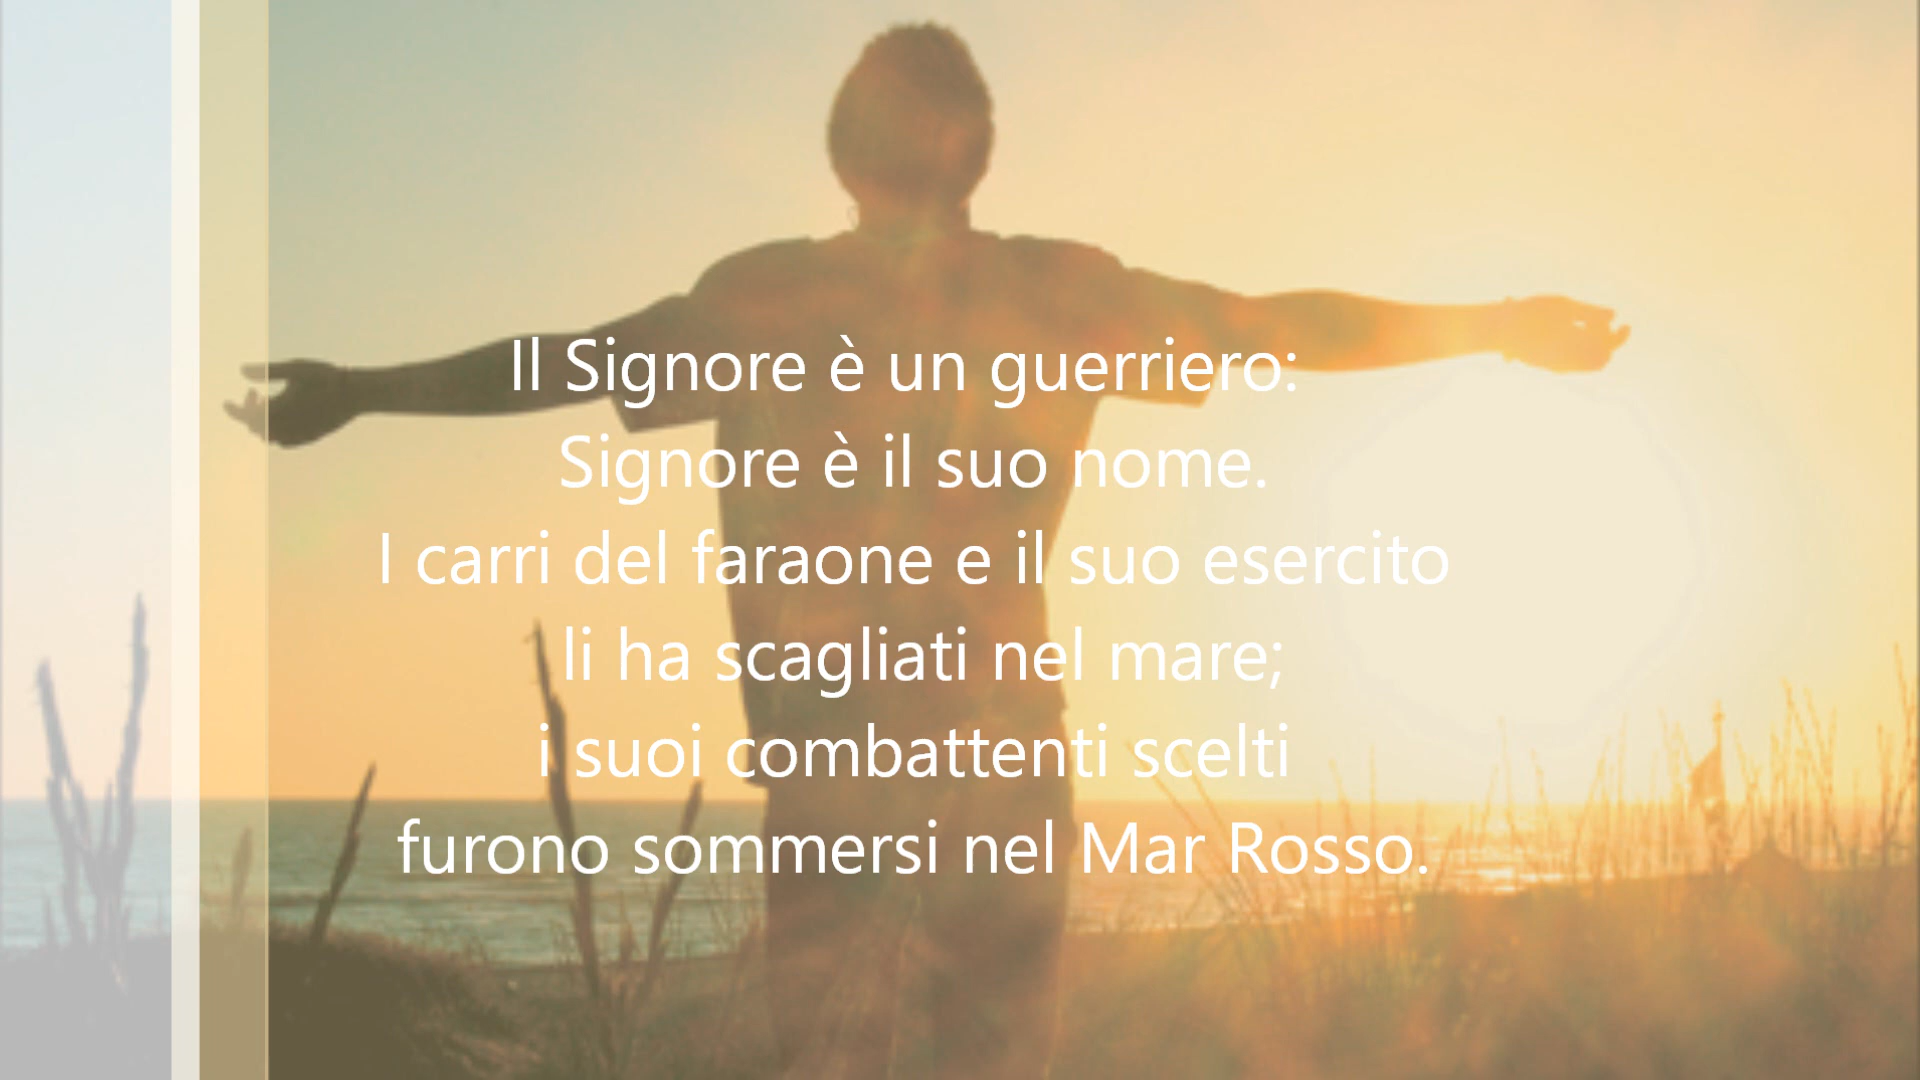 Il Signore è un guerriero:
Signore è il suo nome.
I carri del faraone e il suo esercito
li ha scagliati nel mare;
i suoi combattenti scelti
furono sommersi nel Mar Rosso.